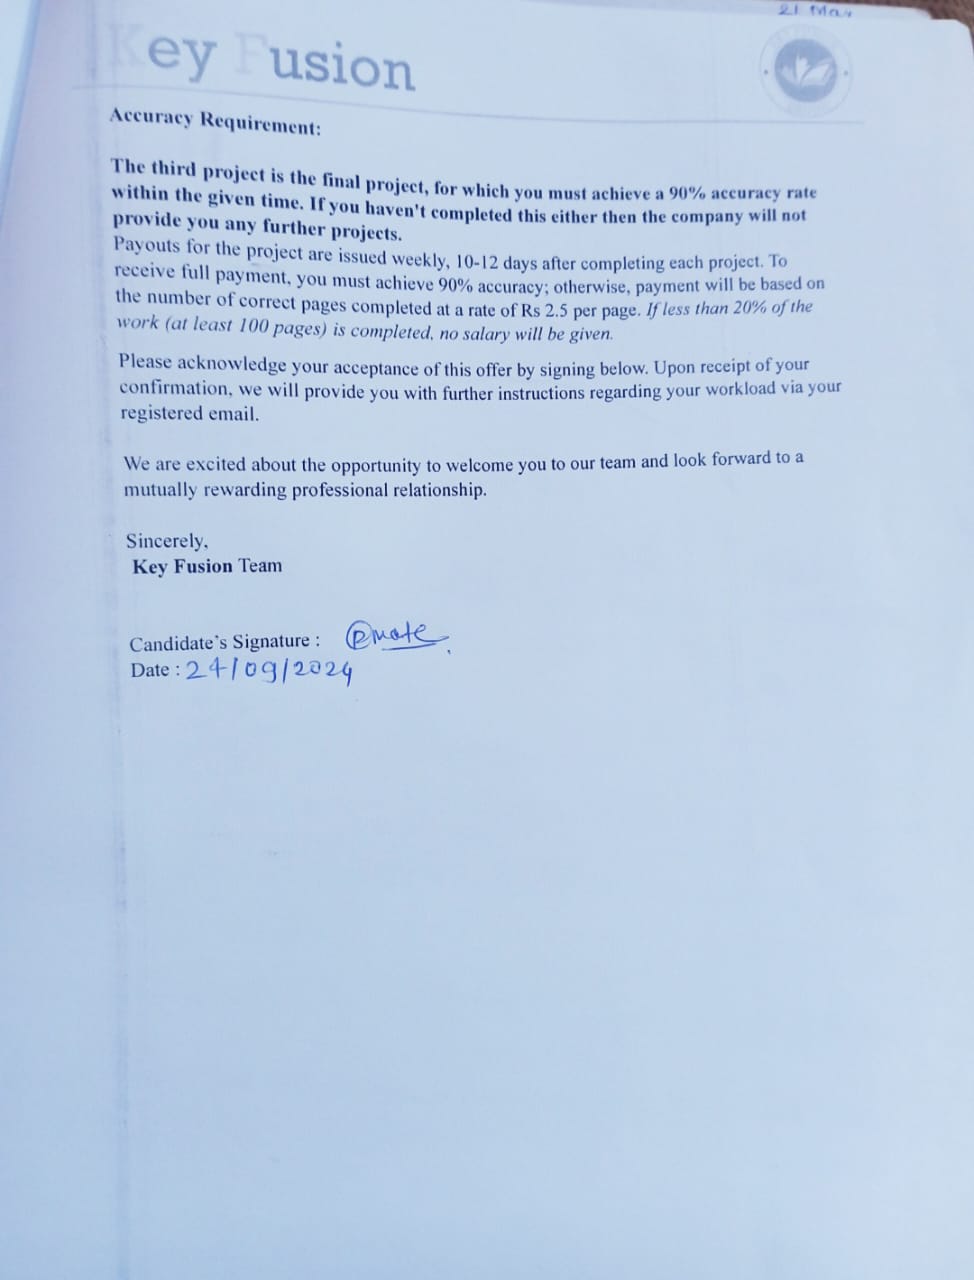 21 May
Key Fusion
Accuracy Requirement:
The third project is the final project, for which you must achieve a 90% accuracy rate
within the given time. If you haven't completed this either then the company will not
provide you any further projects.
Payouts for the project are issued weekly, 10-12 days after completing each project. To
receive full payment, you must achieve 90% accuracy; otherwise, payment will be based on
the number of correct pages completed at a rate of Rs 2.5 per page. If less than 20% of the
work (at least 100 pages) is completed, no salary will be given.
Please acknowledge your acceptance of this offer by signing below. Upon receipt of your
confirmation, we will provide you with further instructions regarding your workload via your
registered email.
We are excited about the opportunity to welcome you to our team and look forward to a
mutually rewarding professional relationship.
Sincerely,
Key Fusion Team
Candidate's Signature :
Date : 24/09/2024